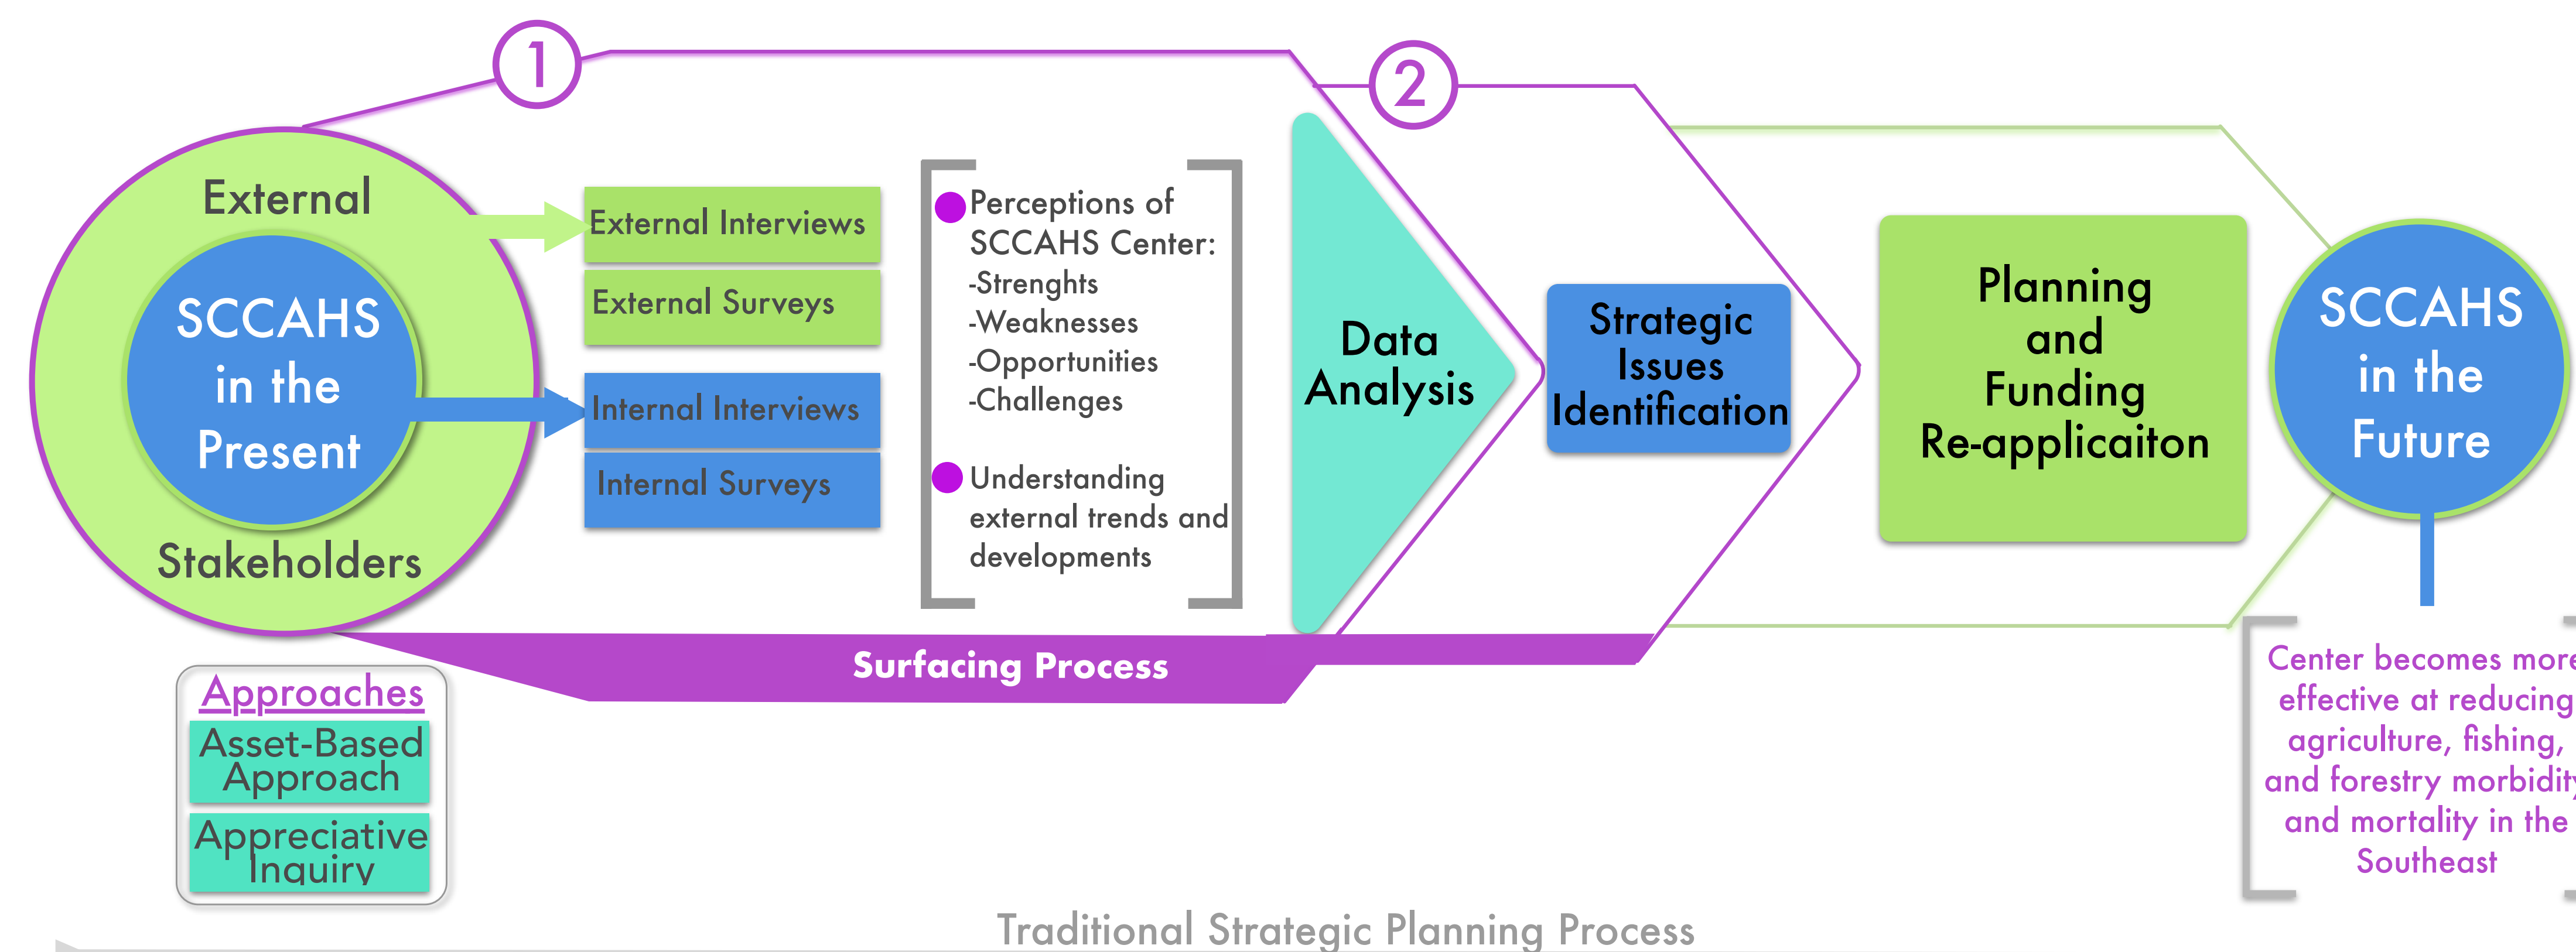 1
2
External
SCCAHS
in the
Present
Stakeholders
External Interviews
External Surveys
Internal Interviews
Internal Surveys
Perceptions of
SCCAHS Center:
-Strenghts
-Weaknesses
-Opportunities
-Challenges
Understanding
external trends and
developments
Data
Analysis
Strategic
Issues
Identification
Planning
and
Funding
Re-applicaiton
SCCAHS
in the
Future
Surfacing Process
Approaches
Asset-Based
Approach
Appreciative
Inquiry
Center becomes more
effective at reducing
agriculture, fishing,
and forestry morbidity
and mortality in the
Southeast
Traditional Strategic Planning Process